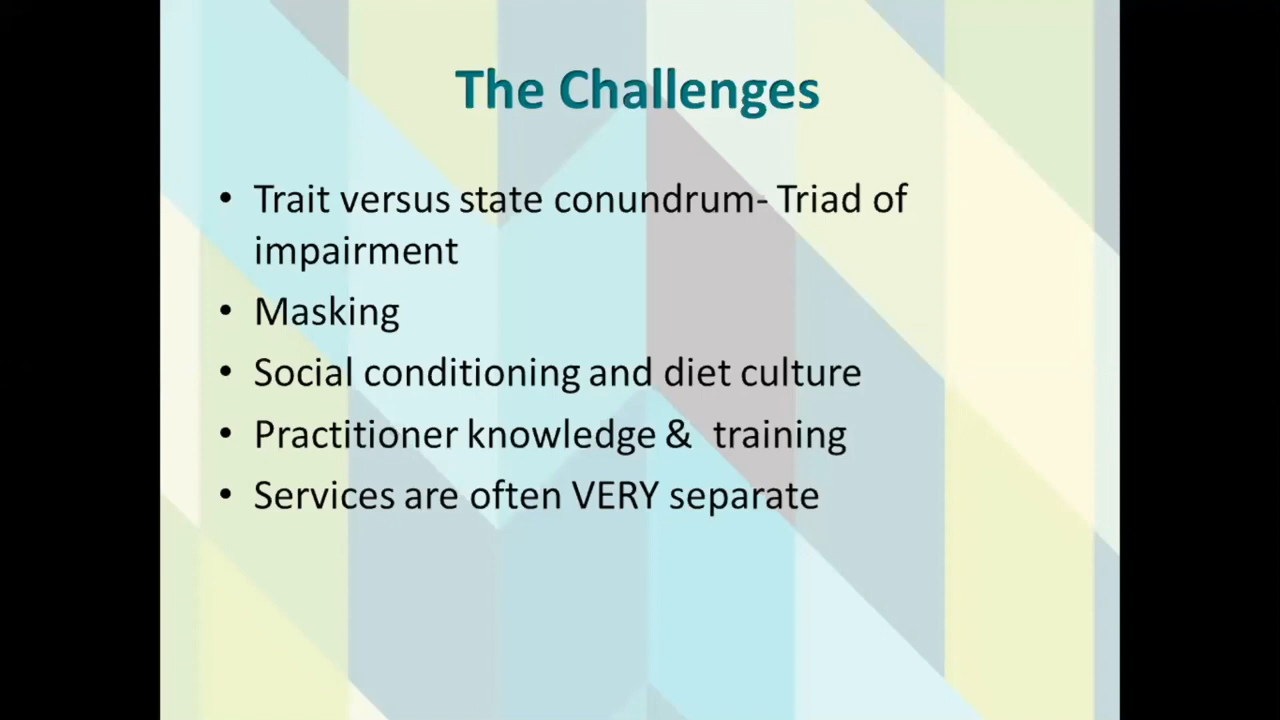 The Challenges
• Trait versus state conundrum- Triad of
impairment
• Masking
• Social conditioning and diet culture
• Practitioner knowledge &  training
• Services are often VERY separate